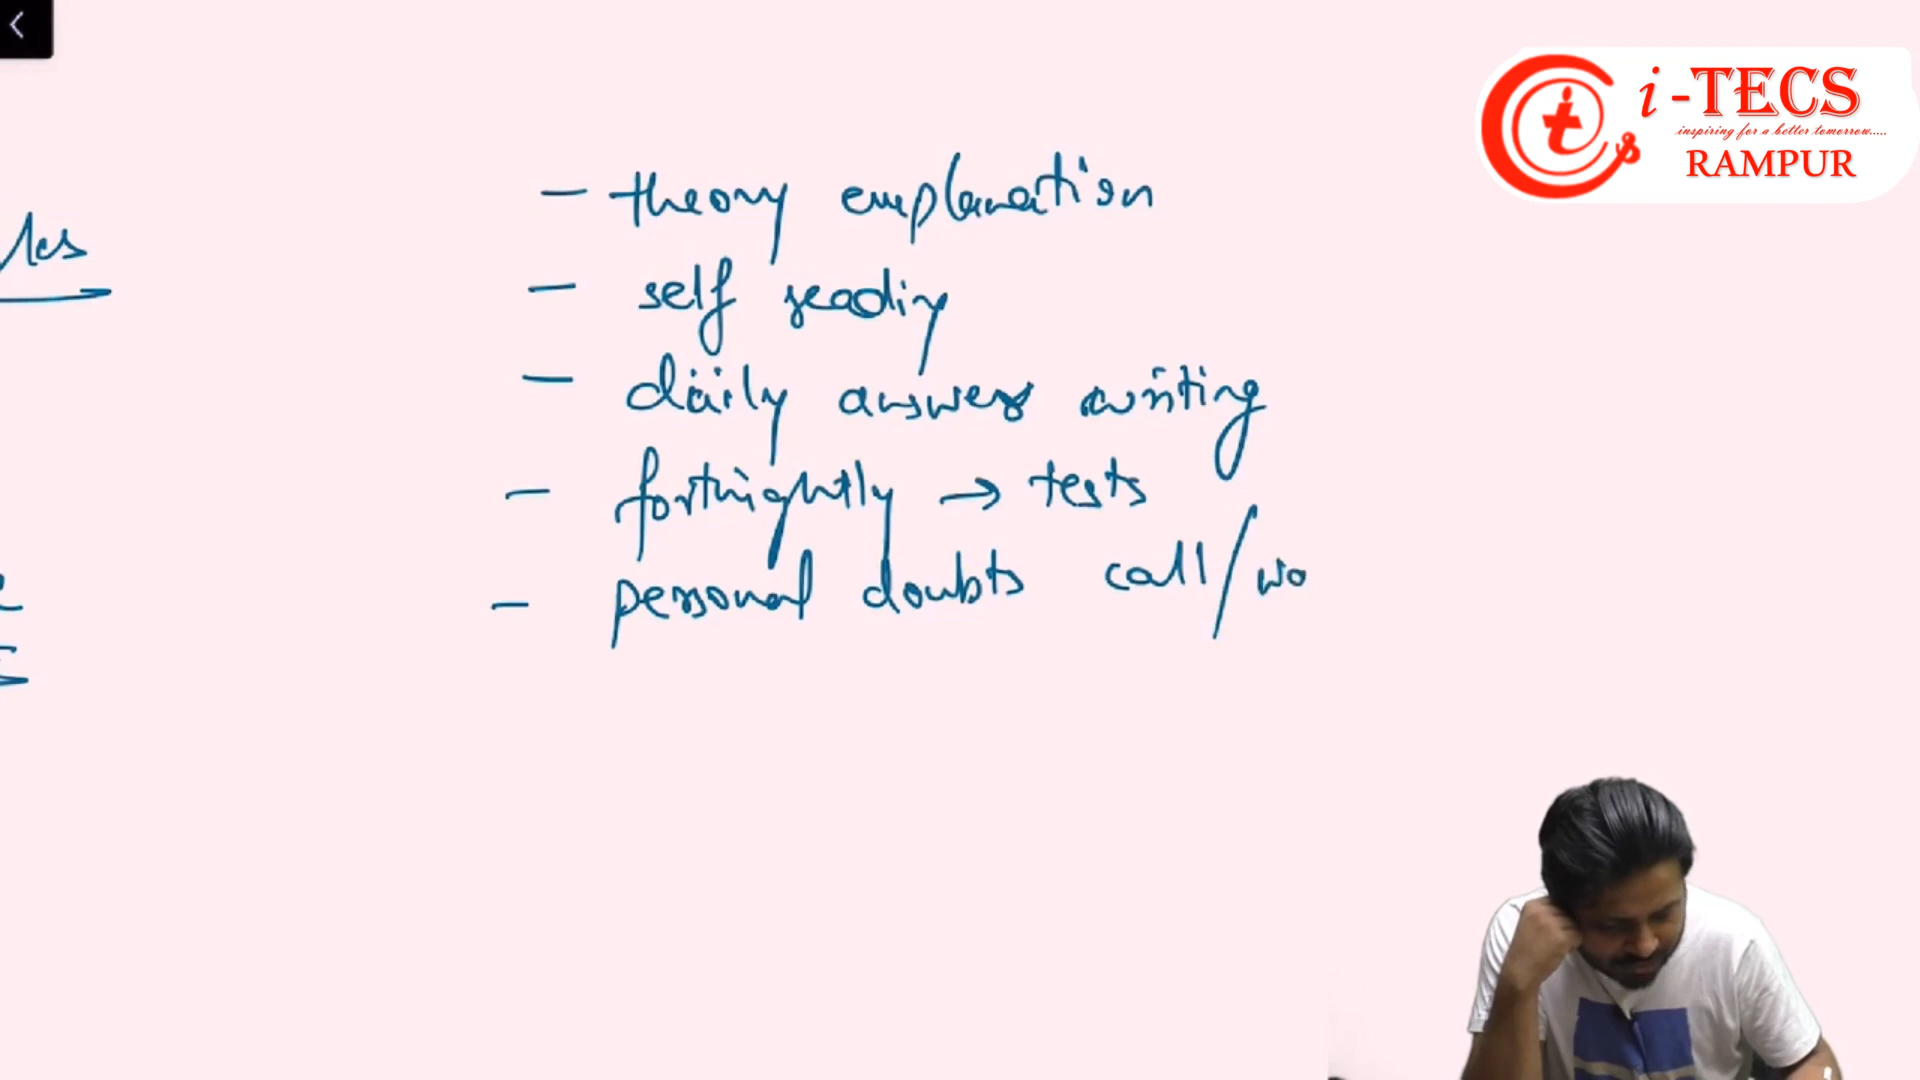 i-TECS
inspiring for a better tomorrow.....
RAMPUR
- theory explanation
- self reading
- daily answer writing
- fortnightly → tests
- personal doubts call/wo